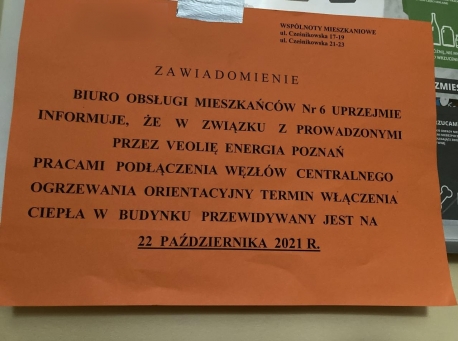 WSPÓLNOTY MIESZKANIOWE
ul. Cześnikowska 17-19
ul. Cześnikowska 21-23
ZAWIADOMIENIE
BIURO OBSŁUGI MIESZKAŃCÓW Nr 6 UPRZEJMIE
INFORMUJE, ŻE W ZWIĄZKU Z PROWADZONYMI
PRZEZ VEOLIĘ ENERGIA POZNAŃ
PRACAMI PODŁĄCZENIA WĘZŁÓW CENTRALNEGO
OGRZEWANIA ORIENTACYJNY TERMIN WŁĄCZENIA
CIEPŁA W BUDYNKU PRZEWIDYWANY JEST NA
22 PAŹDZIERNIKA 2021 R.